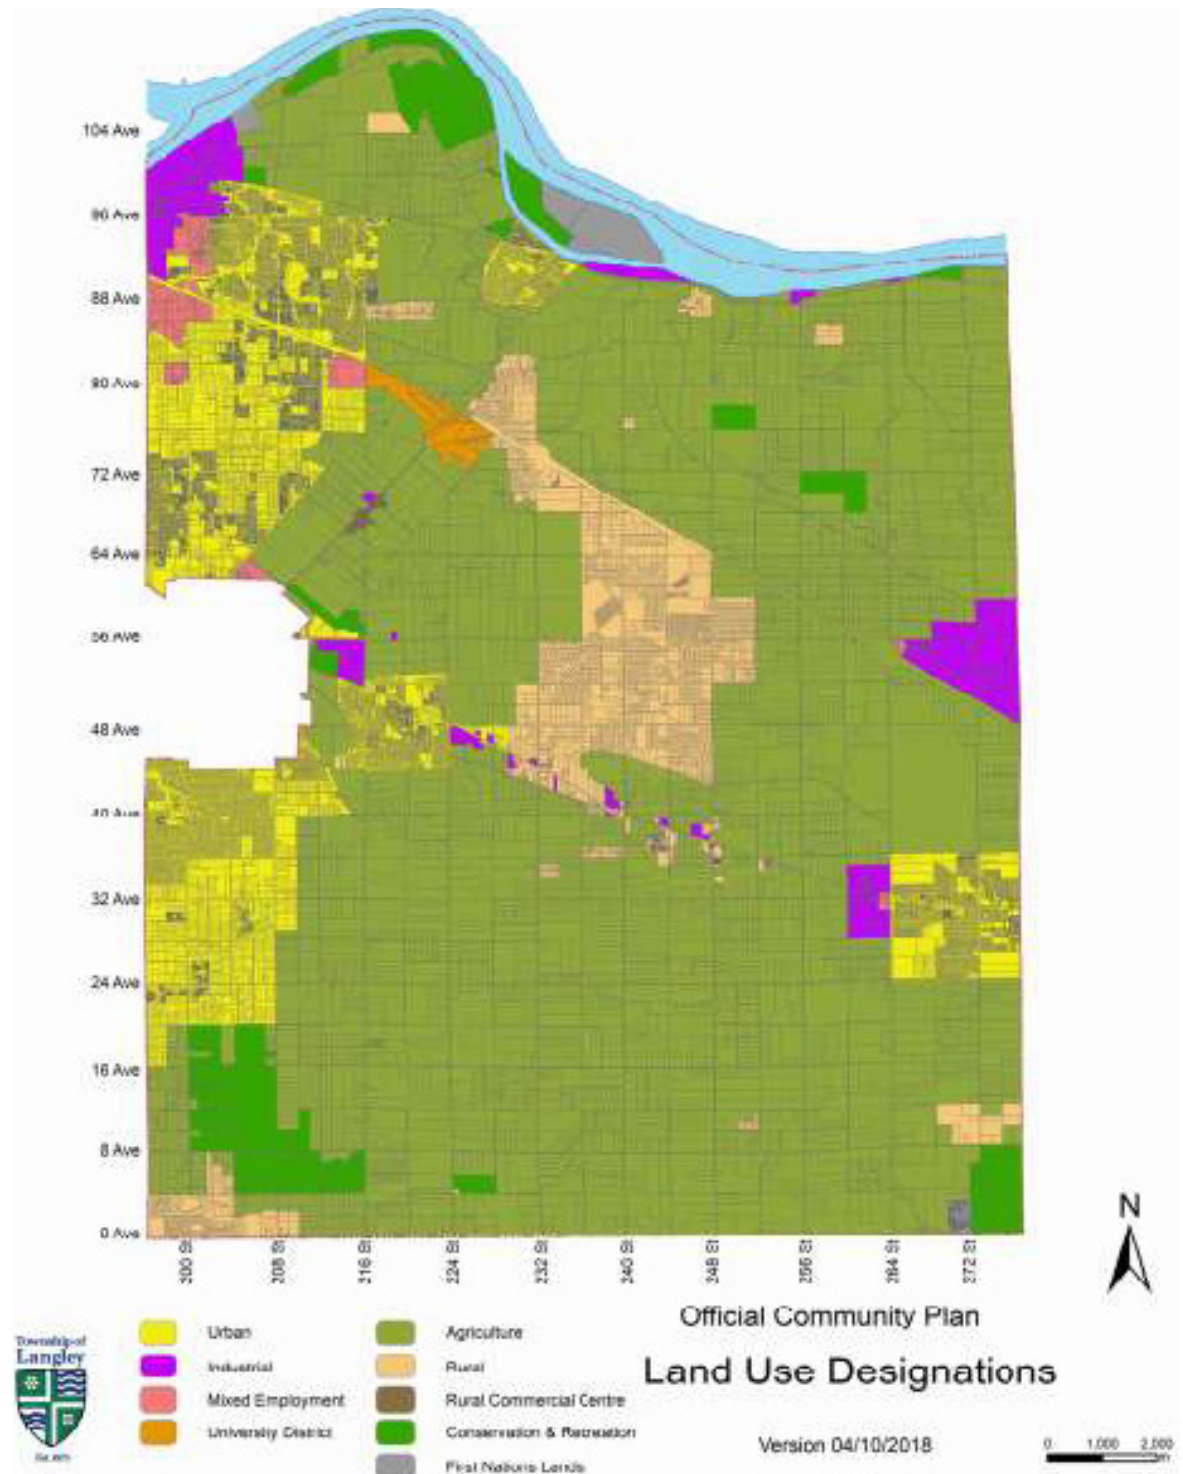 104 Ave
96 Ave
88 Ave
80 Ave
72 Ave
64 Ave
56 Ave
48 Ave
40 Ave
32 Ave
24 Ave
16 Ave
8 Ave
0 Ave
200 St
208 St
216 St
224 St
232 St
240 St
248 St
256 St
264 St
272 St
N
Township of
Langley
Est. 1873
Urban
Industrial
Mixed Employment
University District
Agriculture
Rural
Rural Commercial Centre
Conservation & Recreation
First Nations Lands
Official Community Plan
Land Use Designations
Version 04/10/2018
0 1,000 2,000
m